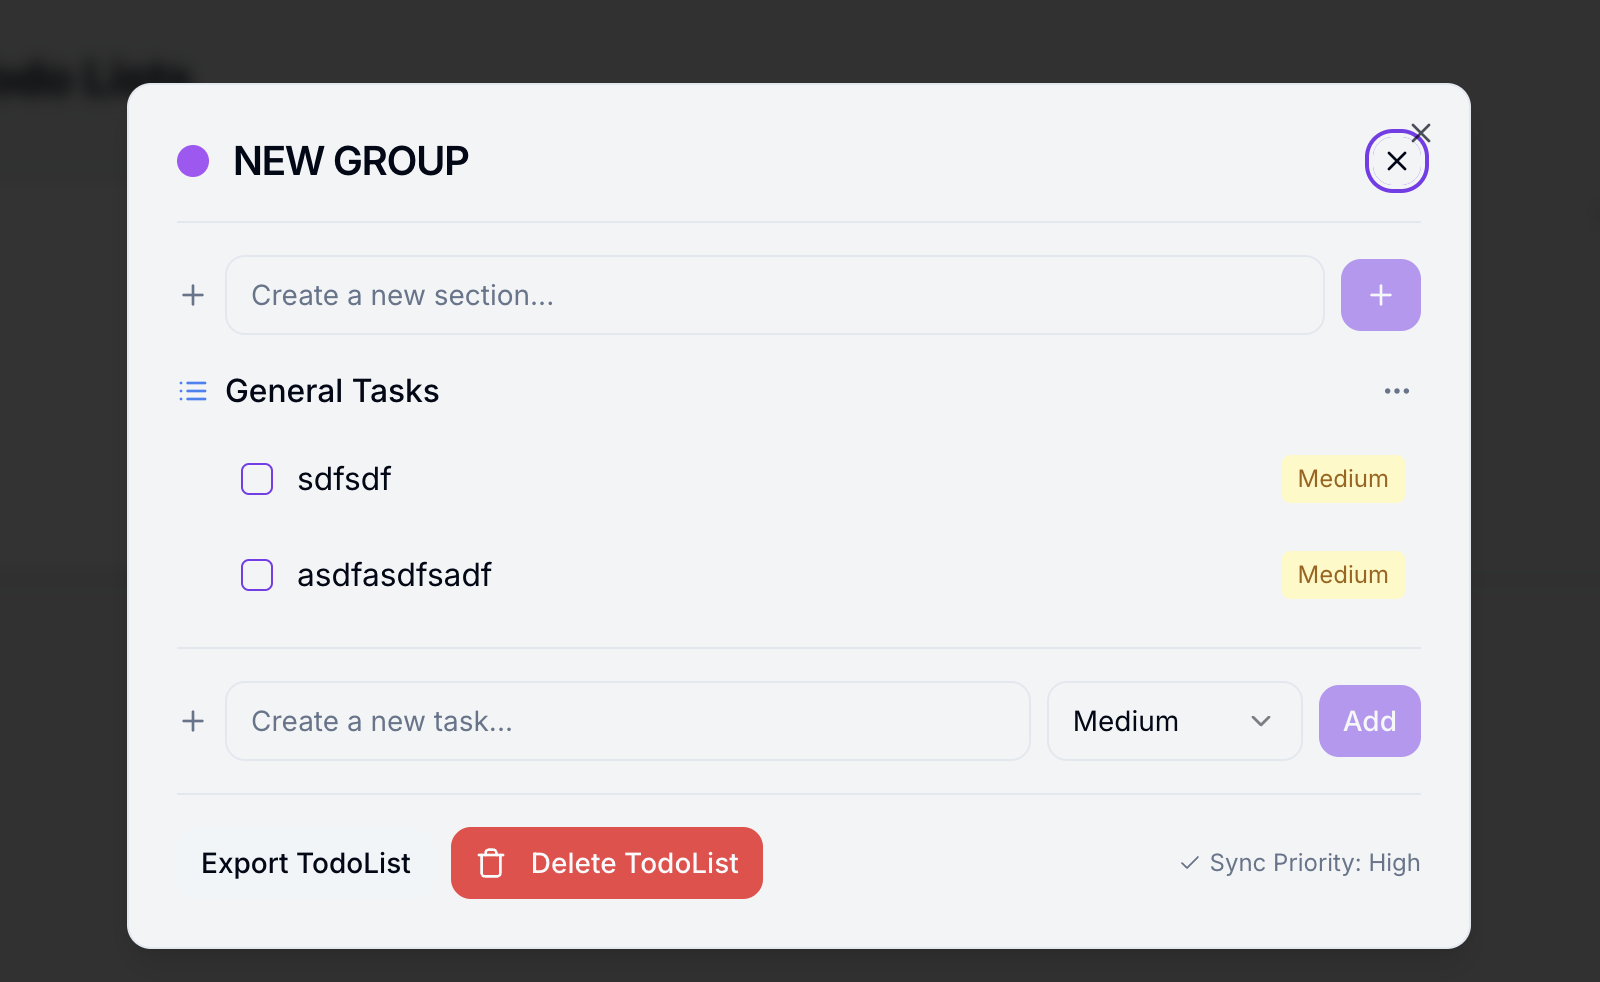 NEW GROUP
Create a new section...
General Tasks
sdfsdf
Medium
asdfasdfsadf
Medium
Create a new task...
Medium
Add
Export TodoList
Delete TodoList
Sync Priority: High